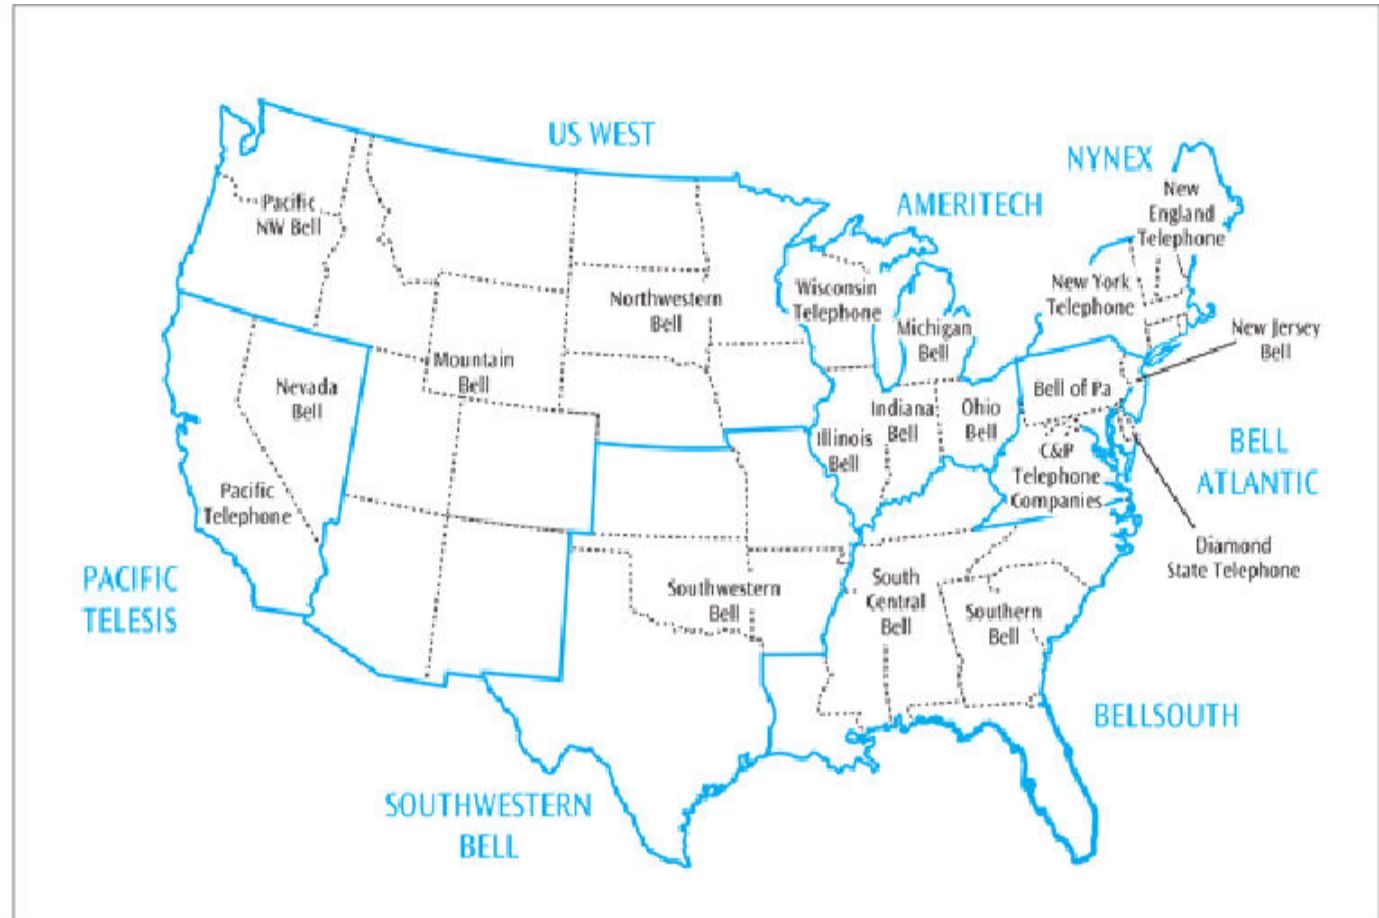 US WEST
NYNEX
AMERITECH
New
England
Telephone
Pacific
NW Bell
Wisconsin
Telephone
New York
Telephone
Northwestern
Bell
Michigan
Bell
New Jersey
Bell
Mountain
Bell
Nevada
Bell
Bell of Pa
Indiana
Bell
Ohio
Bell
Illinois
Bell
C&P
Telephone
Companies
BELL
ATLANTIC
Pacific
Telephone
Diamond
State Telephone
PACIFIC
TELESIS
Southwestern
Bell
South
Central
Bell
Southern
Bell
BELLSOUTH
SOUTHWESTERN
BELL